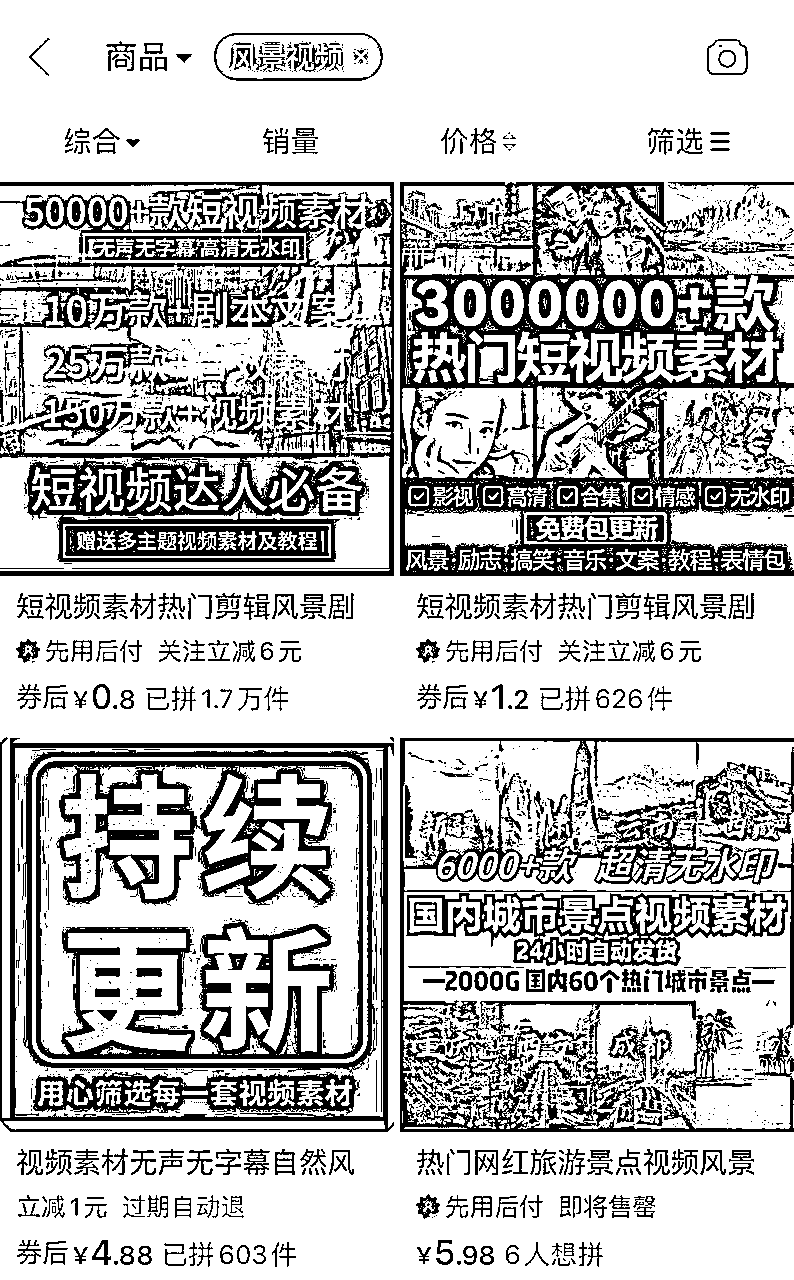 商品
风景视频
综合
销量
价格
筛选
50000+款短视频素材
无声无字幕高清无水印
10万款+剧本文案
25万款+
150万款+视频素材
短视频达人必备
赠送多主题视频素材及教程
短视频素材热门剪辑风景剧
先用后付 关注立减6元
券后¥0.8 已拼1.7万件
3000000+款
热门短视频素材
影视 高清 合集 情感 无水印
免费包更新
风景 励志 搞笑 音乐 文案 教程 表情包
短视频素材热门剪辑风景剧
先用后付 关注立减6元
券后¥1.2 已拼626件
持续
更新
用心筛选每一套视频素材
视频素材无声无字幕自然风
立减1元 过期自动退
券后¥4.88 已拼603件
云南
6000+款 超清无水印
国内城市景点视频素材
24小时自动发货
2000G国内60个热门城市景点
成都
热门网红旅游景点视频风景
先用后付 即将售罄
¥5.98 6人想拼